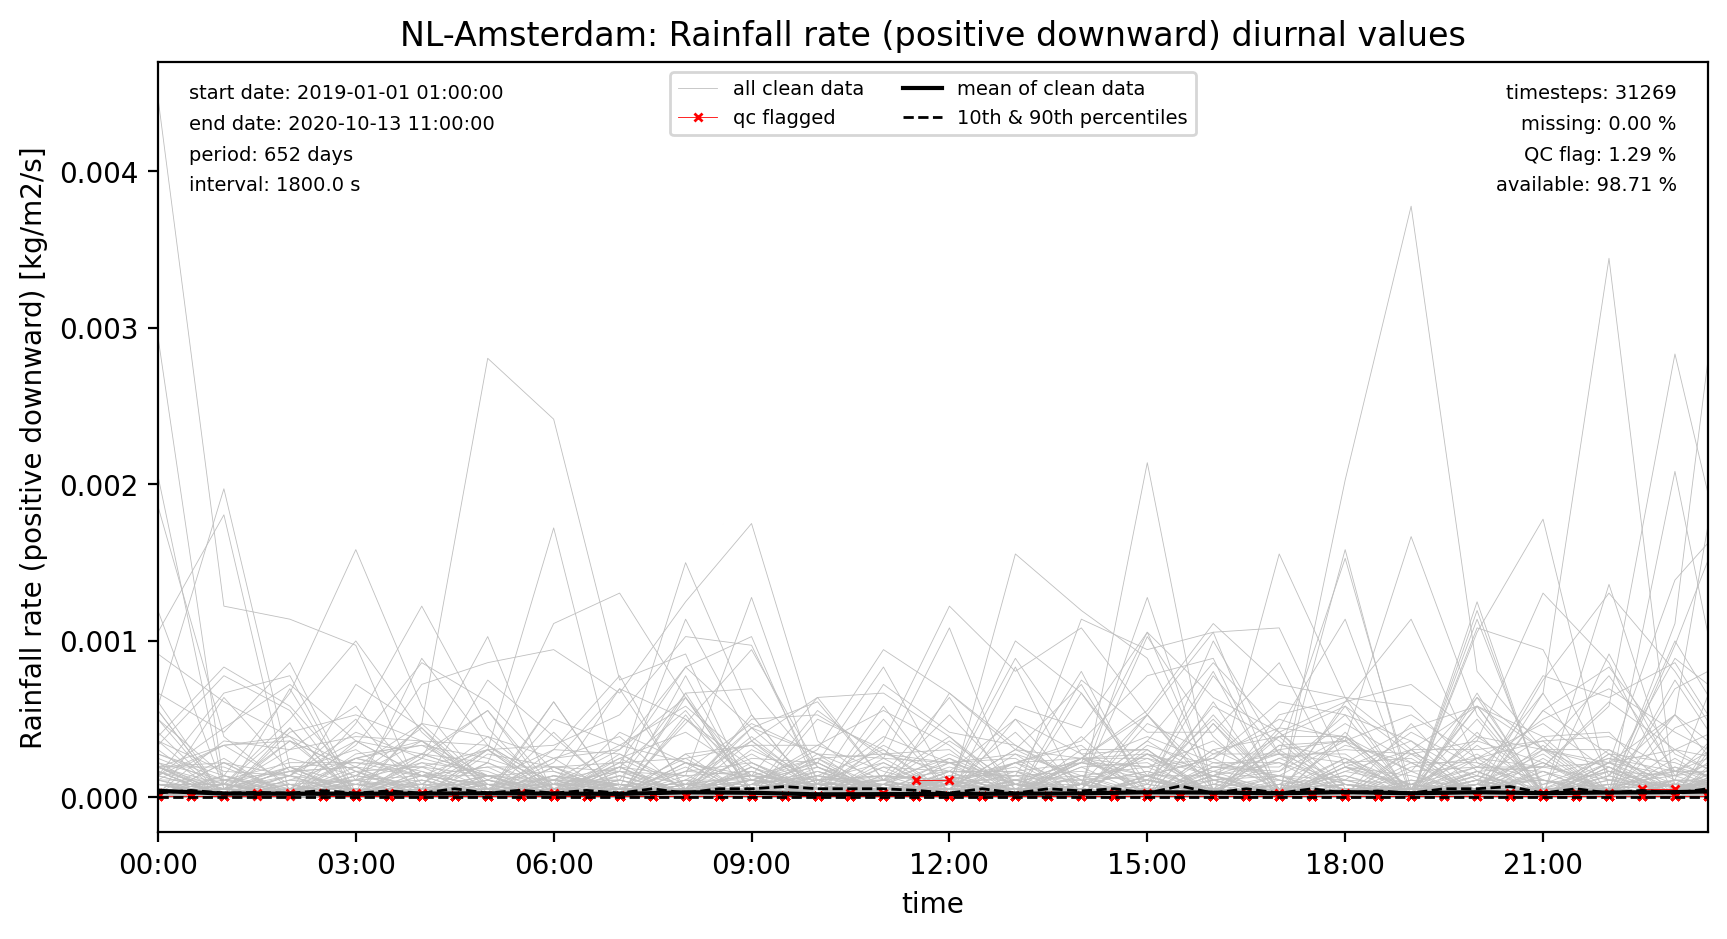 NL-Amsterdam: Rainfall rate (positive downward) diurnal values
start date: 2019-01-01 01:00:00
end date: 2020-10-13 11:00:00
period: 652 days
interval: 1800.0 s
all clean data
qc flagged
mean of clean data
10th & 90th percentiles
timesteps: 31269
missing: 0.00 %
QC flag: 1.29 %
available: 98.71 %
Rainfall rate (positive downward) [kg/m2/s]
0.004
0.003
0.002
0.001
0.000
00:00 03:00 06:00 09:00 12:00 15:00 18:00 21:00
time